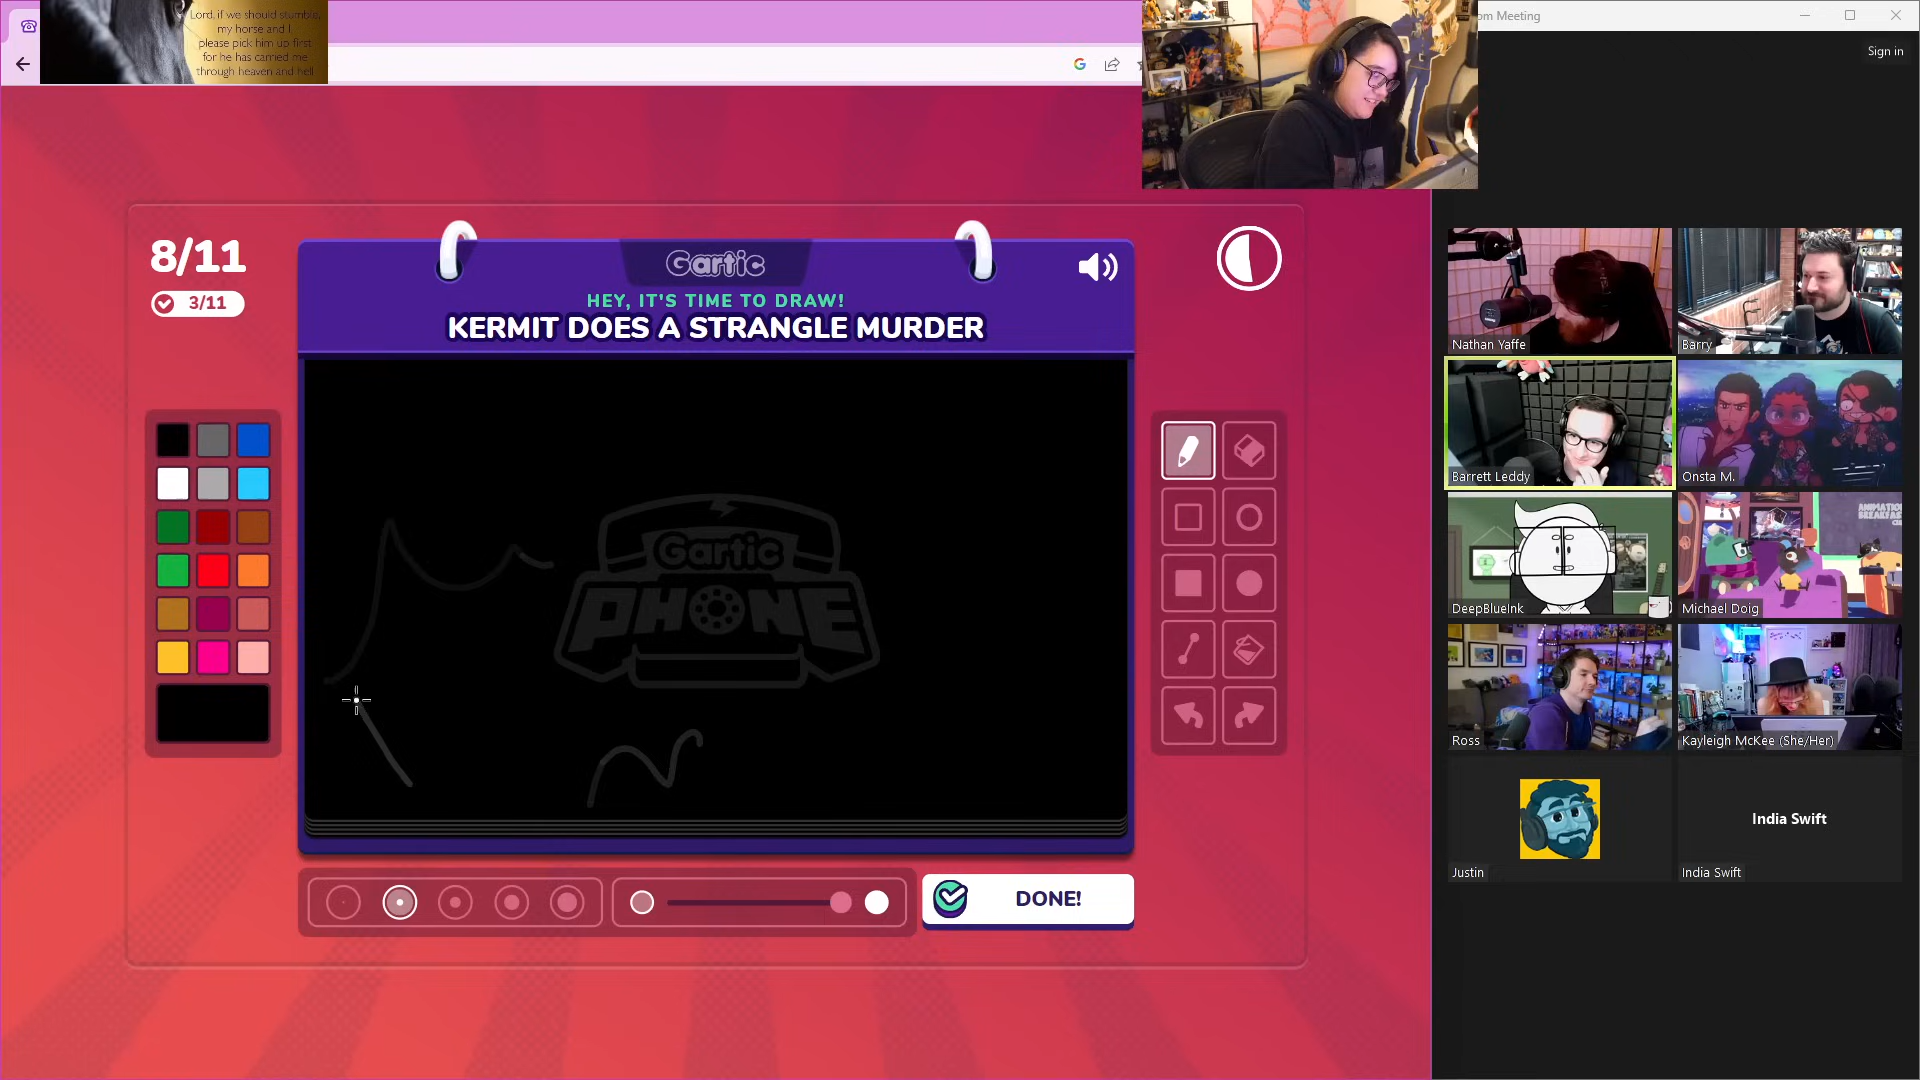 Lord, if we should stumble,
my horse and I
please pick him up first
for he has carried me
through heaven and hell
om Meeting
Sign in
8/11
3/11
Gartic
HEY, IT'S TIME TO DRAW!
KERMIT DOES A STRANGLE MURDER
Gartic
PHONE
DONE!
Nathan Yaffe
Barry
Barrett Leddy
Onsta M.
DeepBlueInk
ANIMATION
BREAKFAST
Michael Doig
Ross
Kayleigh McKee (She/Her)
India Swift
Justin
India Swift